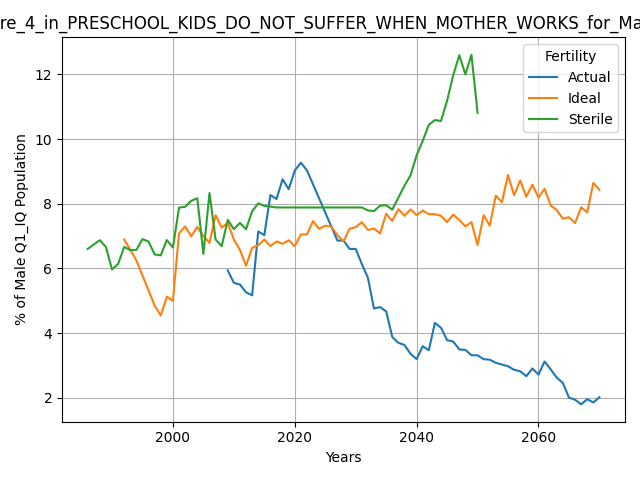 re_4_in_PRESCHOOL_KIDS_DO_NOT_SUFFER_WHEN_MOTHER_WORKS_for_Ma
Fertility
Actual
Ideal
Sterile
% of Male Q1_IQ Population
12
10
8
6
4
2
2000 2020 2040 2060
Years